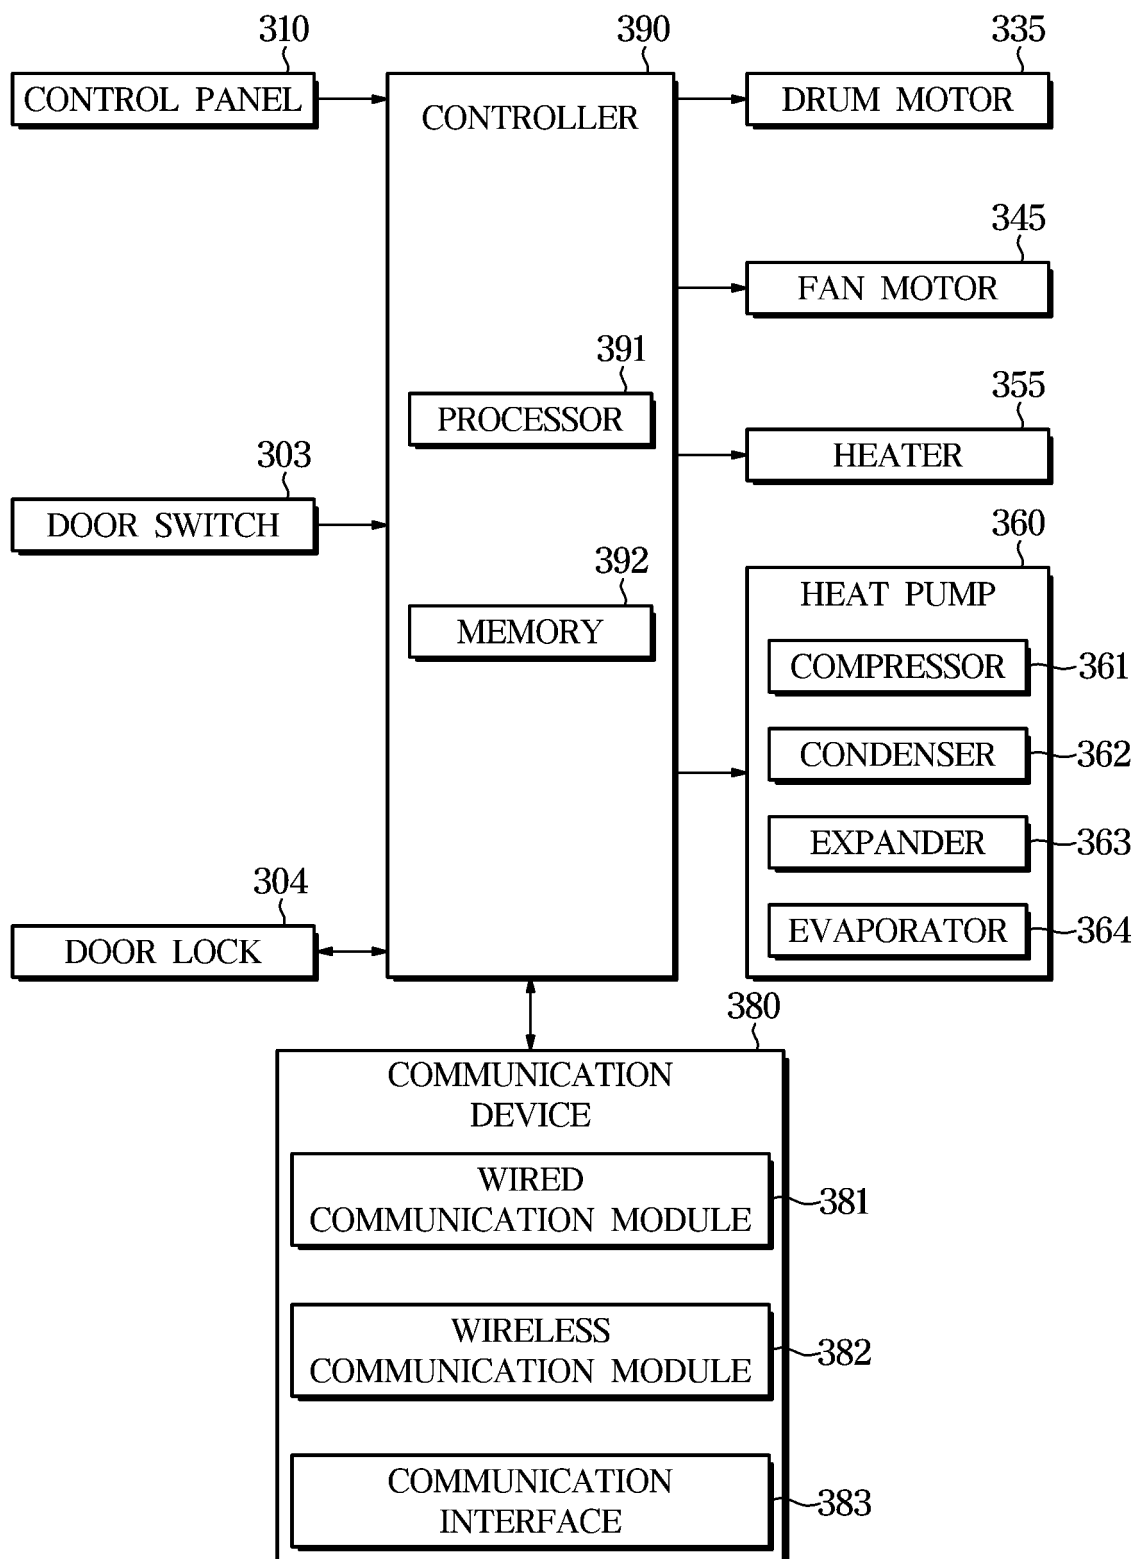 310
CONTROL PANEL
390
CONTROLLER
335
DRUM MOTOR
345
FAN MOTOR
391
PROCESSOR
355
HEATER
303
DOOR SWITCH
392
MEMORY
360
HEAT PUMP
COMPRESSOR
361
CONDENSER
362
EXPANDER
363
EVAPORATOR
364
304
DOOR LOCK
380
COMMUNICATION
DEVICE
WIRED
COMMUNICATION MODULE
381
WIRELESS
COMMUNICATION MODULE
382
COMMUNICATION
INTERFACE
383